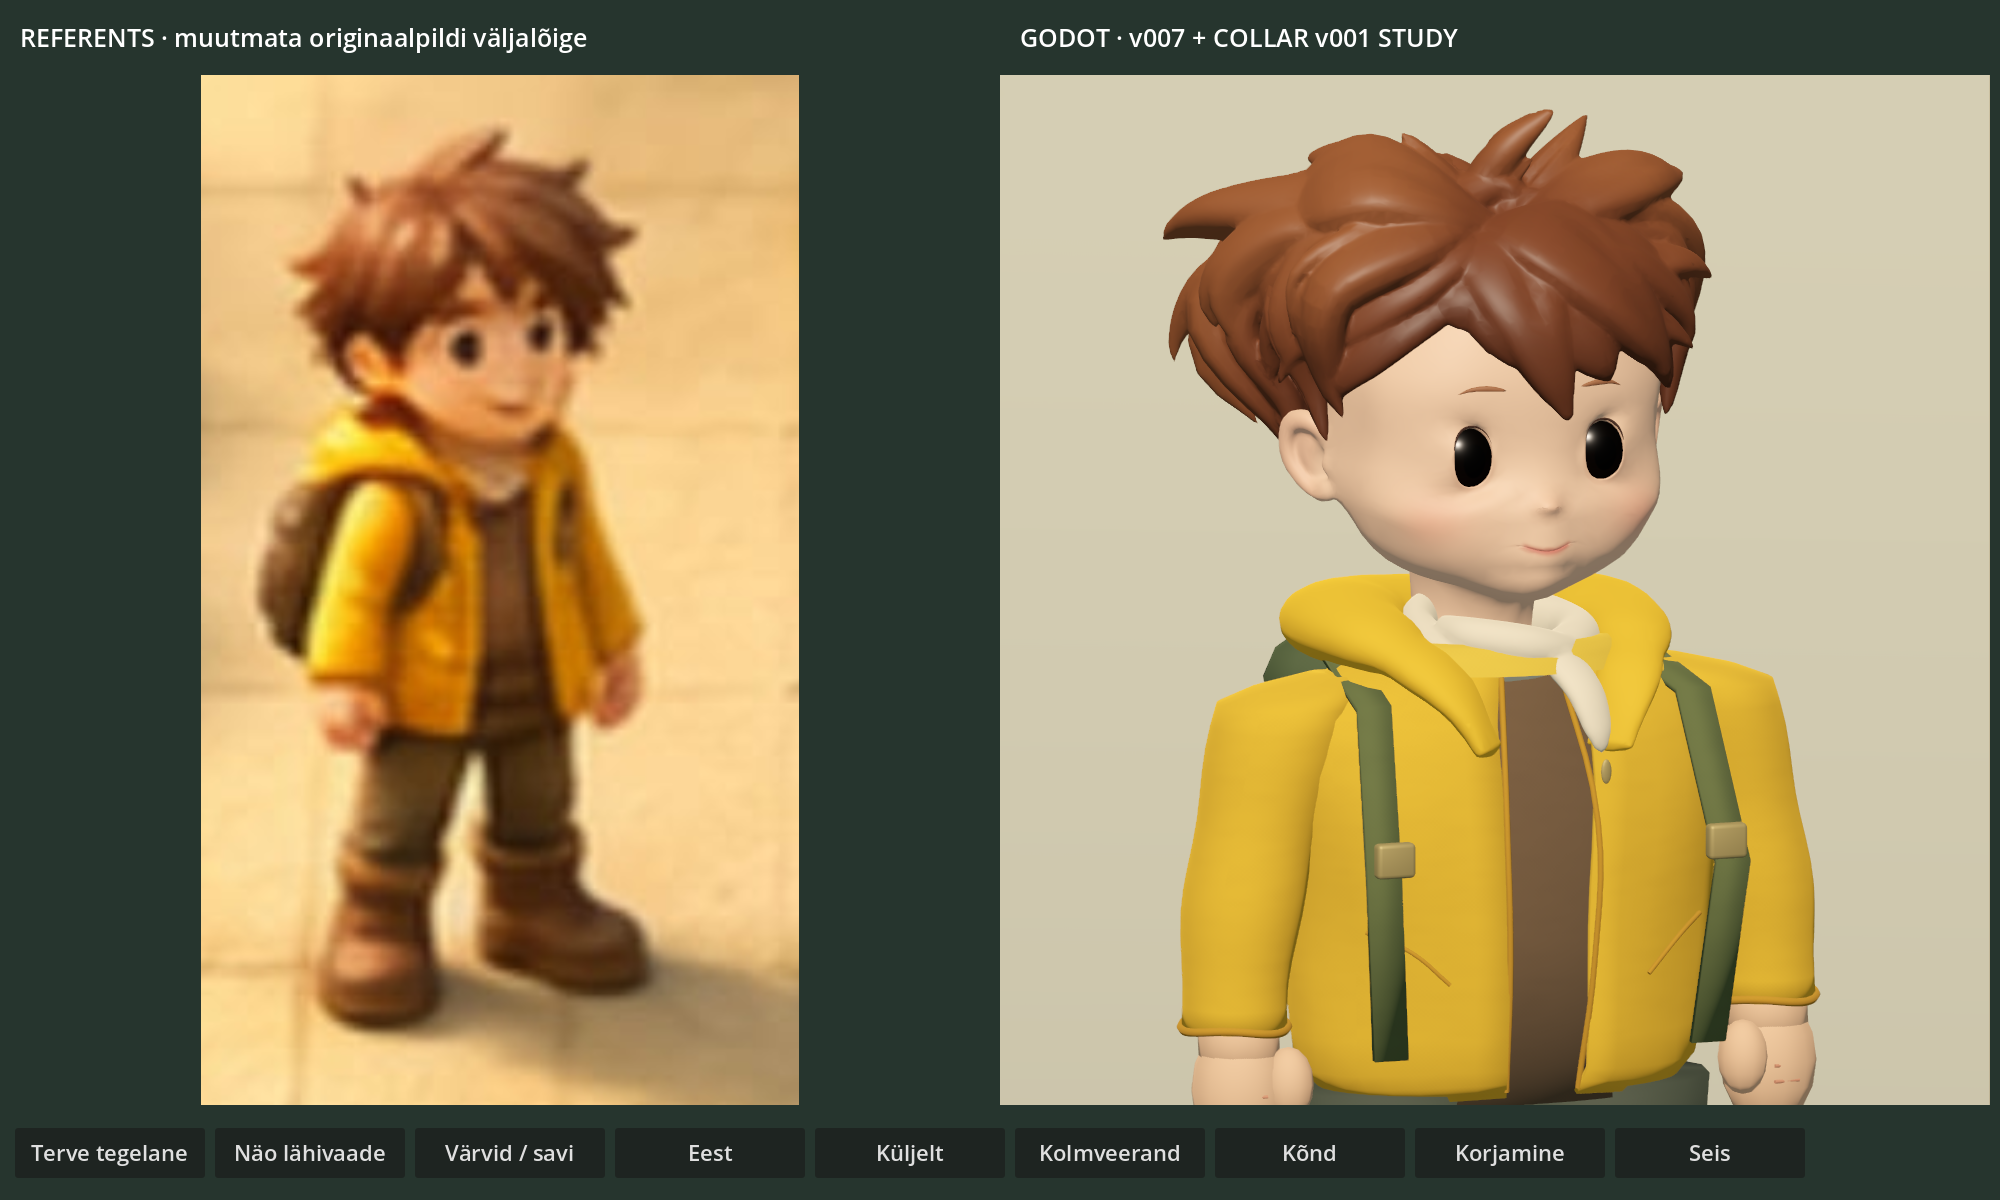 REFERENTS · muutmata originaalpildi väljalõige
GODOT · v007 + COLLAR v001 STUDY
Terve tegelane
Näo lähivaade
Värvid / savi
Eest
Küljelt
Kolmveerand
Kõnd
Korjamine
Seis